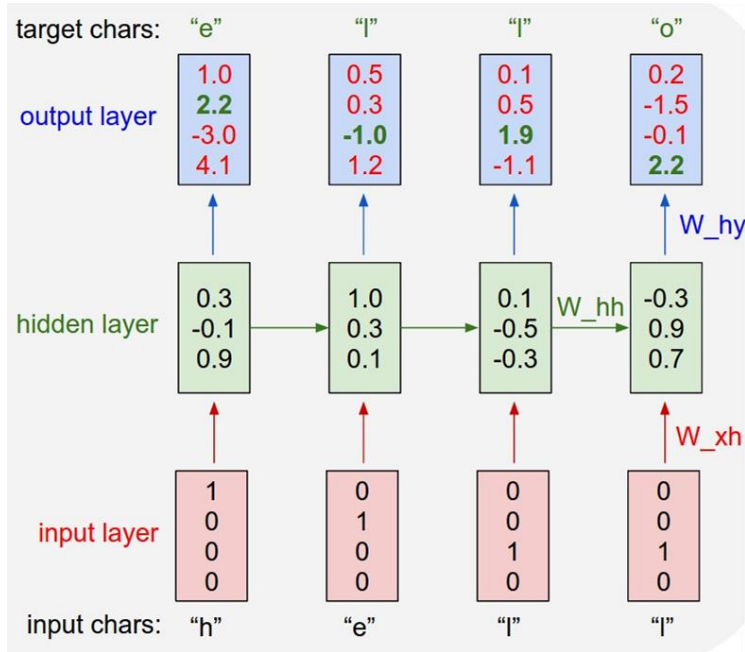 target chars: “e” “l” “l” “o”
1.0 0.5 0.1 0.2
2.2 0.3 0.5 -1.5
output layer
-3.0 -1.0 1.9 -0.1
4.1 1.2 -1.1 2.2
W_hy
0.3 1.0 0.1 -0.3
hidden layer -0.1 0.3 -0.5 W_hh 0.9
0.9 0.1 -0.3 0.7
W_xh
1 0 0 0
0 1 0 0
input layer
0 0 1 1
0 0 0 0
input chars: “h” “e” “l” “l”